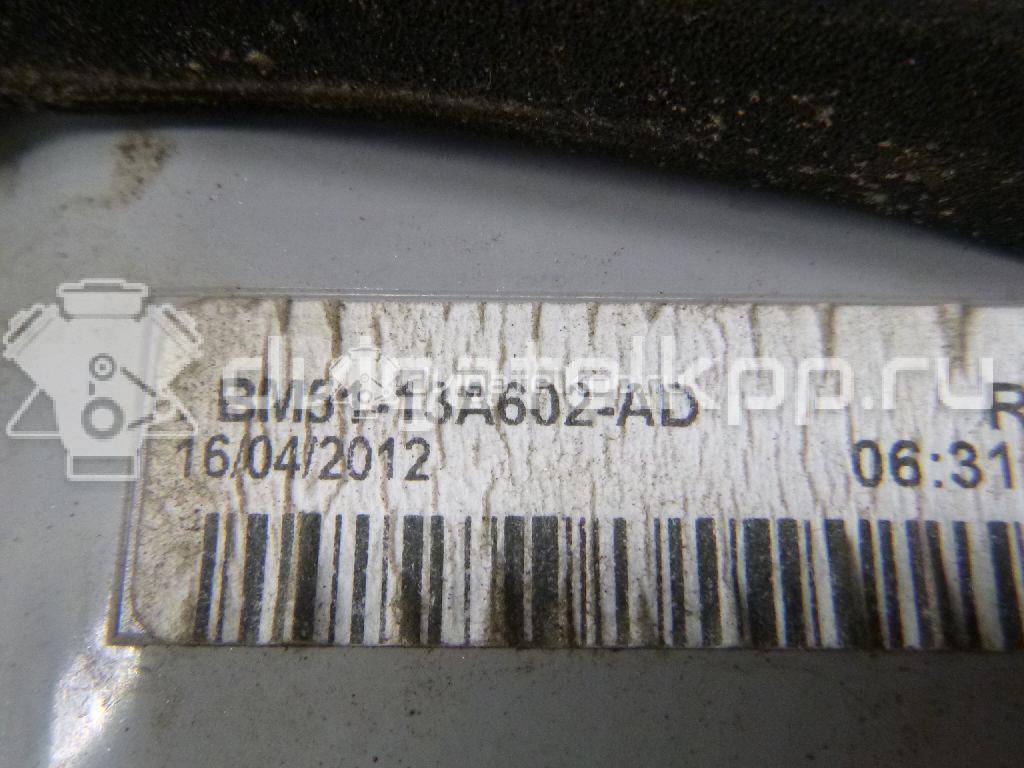 dvigatelkpp.ru
BM51-13A602-AD R
16/04/2012 06:31